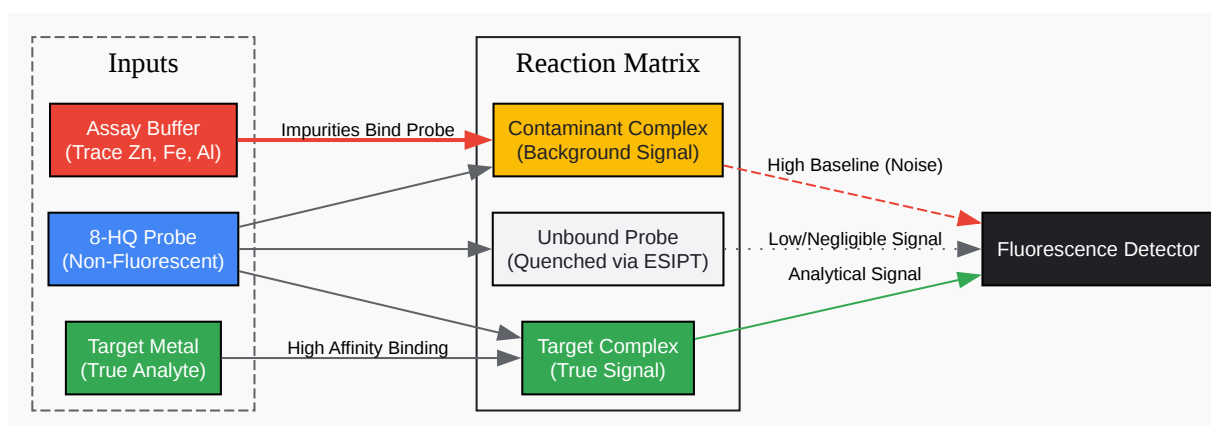 Inputs
Reaction Matrix
Assay Buffer
(Trace Zn, Fe, Al)
Impurities Bind Probe
Contaminant Complex
(Background Signal)
High Baseline (Noise)
8-HQ Probe
(Non-Fluorescent)
Unbound Probe
(Quenched via ESIPT)
Low/Negligible Signal
Fluorescence Detector
Analytical Signal
Target Metal
(True Analyte)
High Affinity Binding
Target Complex
(True Signal)